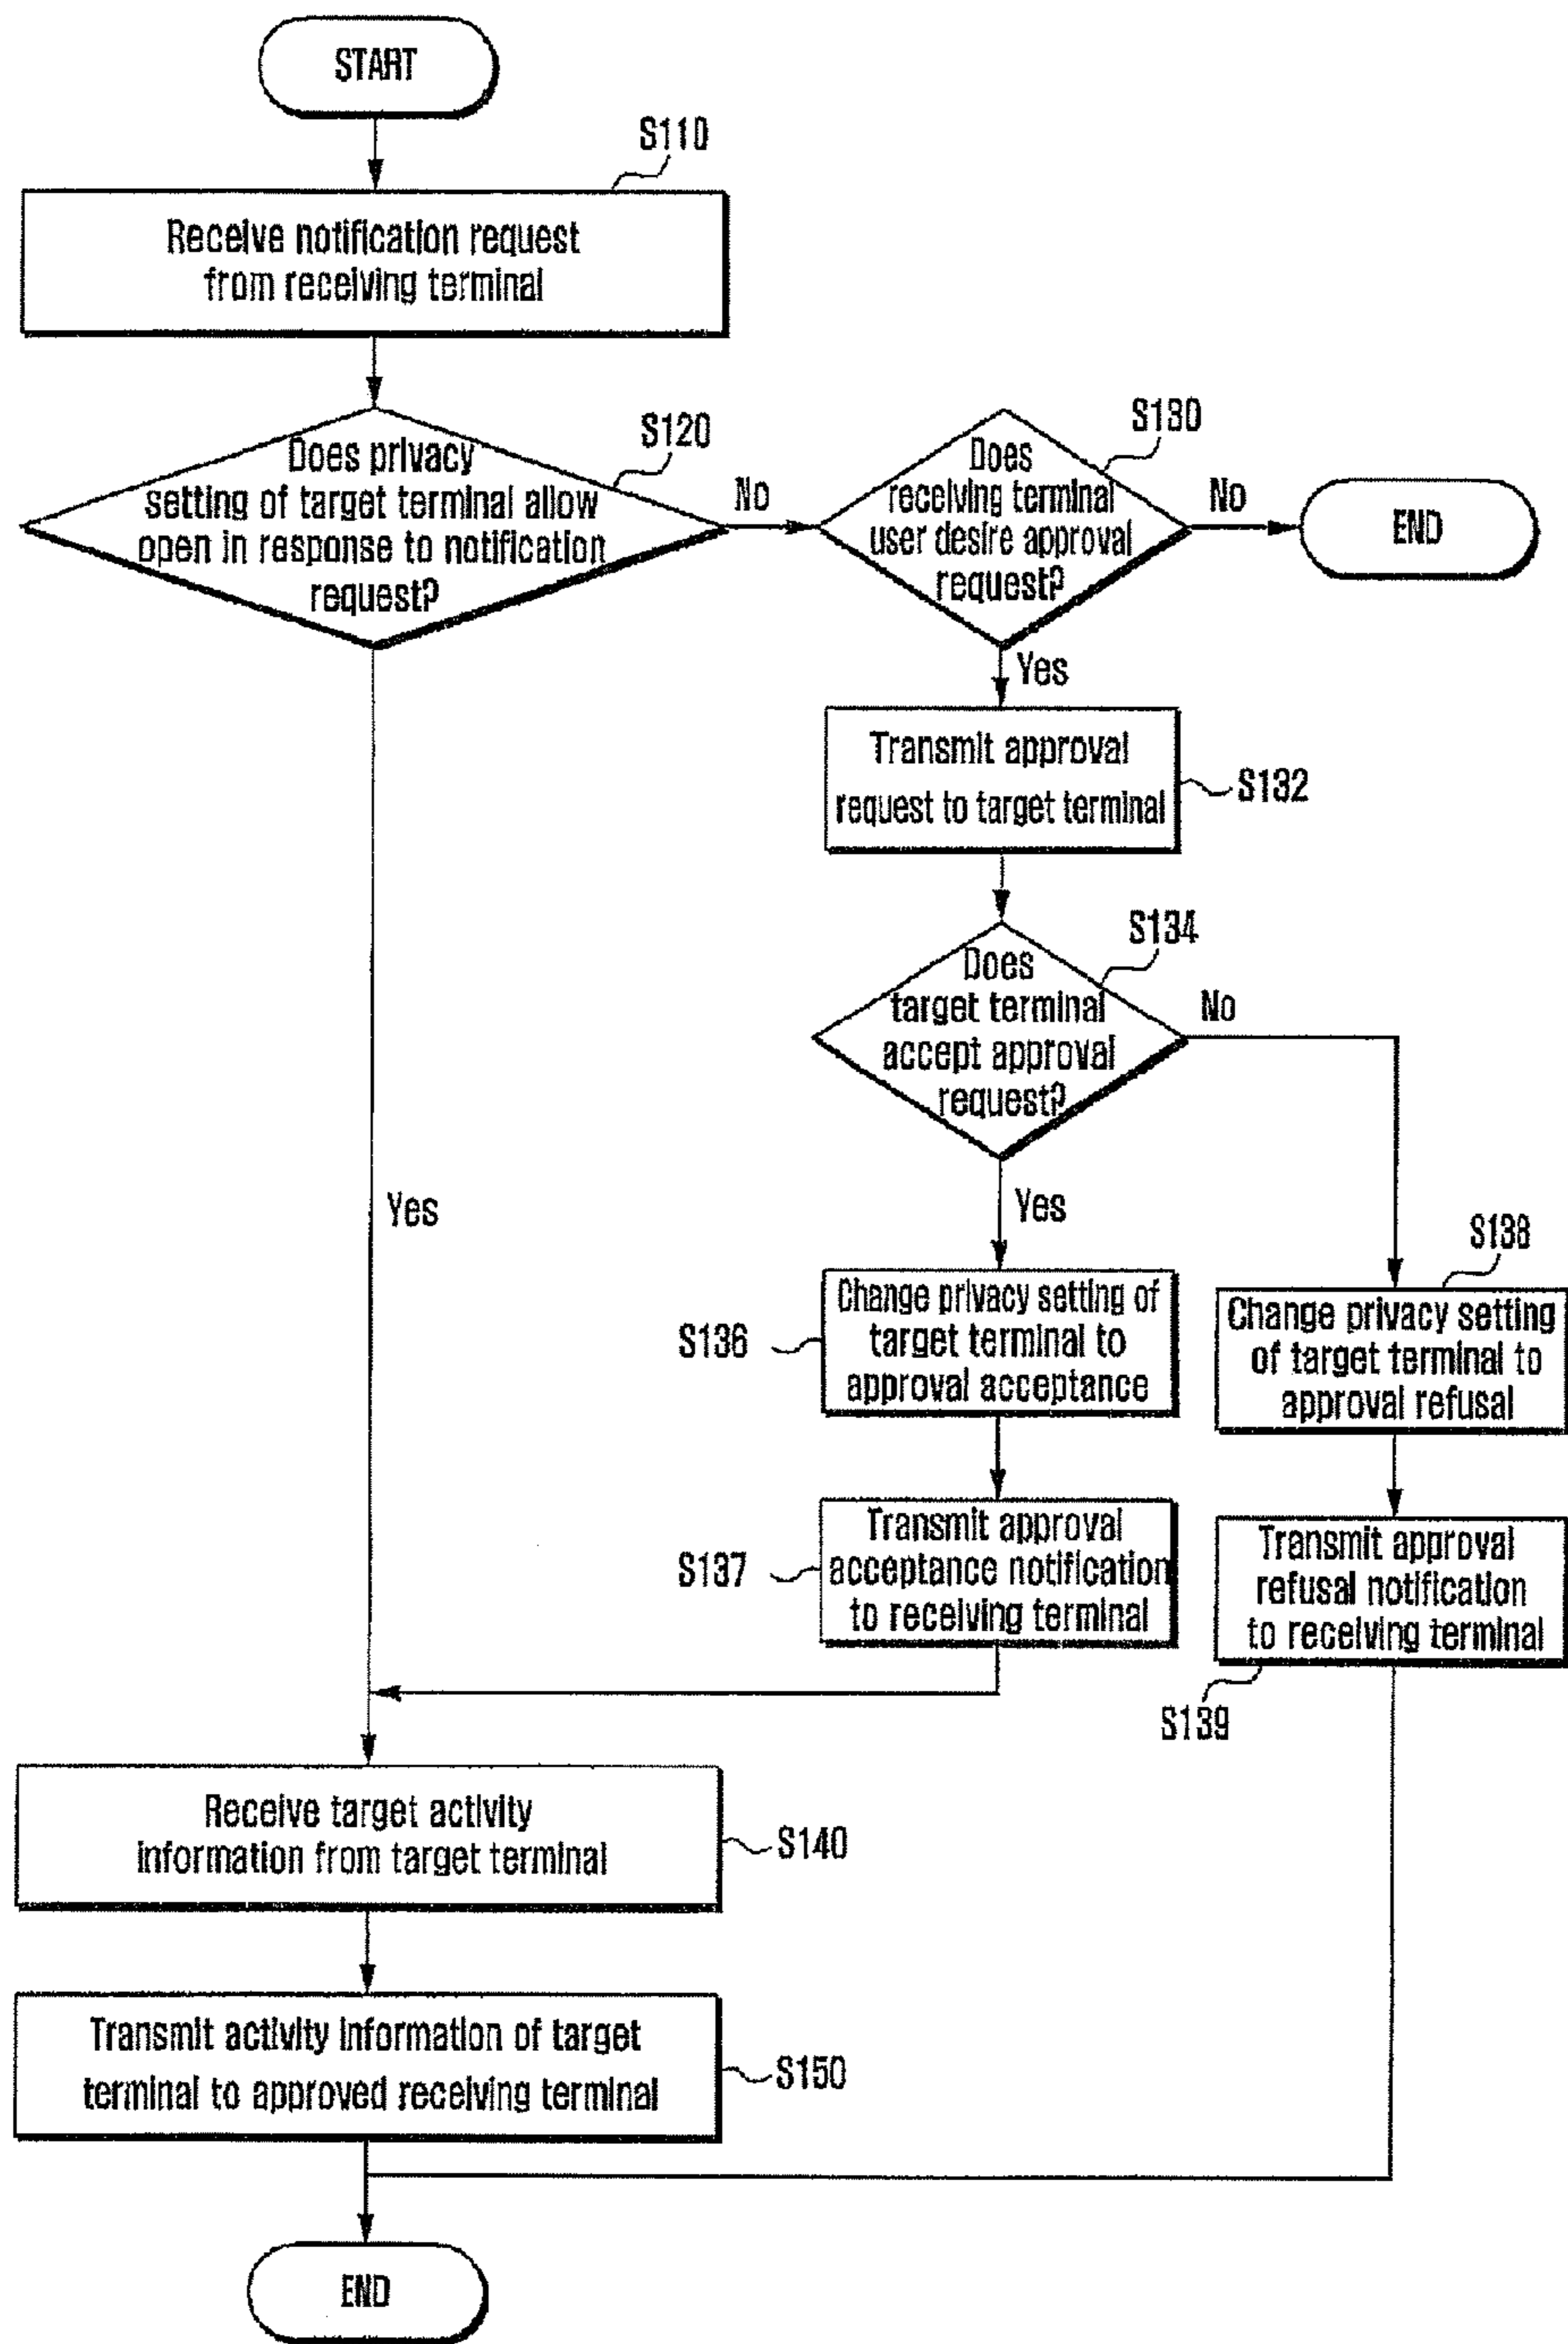 START
S110
Receive notification request
from receiving terminal
S120
Does privacy
setting of target terminal allow
open in response to notification
request?
No
S130
Does
receiving terminal
user desire approval
request?
No
END
Yes
Transmit approval
request to target terminal
S132
S134
Does
target terminal
accept approval
request?
No
Yes
Yes
S136
Change privacy setting of
target terminal to
approval acceptance
S138
Change privacy setting
of target terminal to
approval refusal
S137
Transmit approval
acceptance notification
to receiving terminal
Transmit approval
refusal notification
to receiving terminal
S139
Receive target activity
information from target terminal
S140
Transmit activity information of target
terminal to approved receiving terminal
S150
END